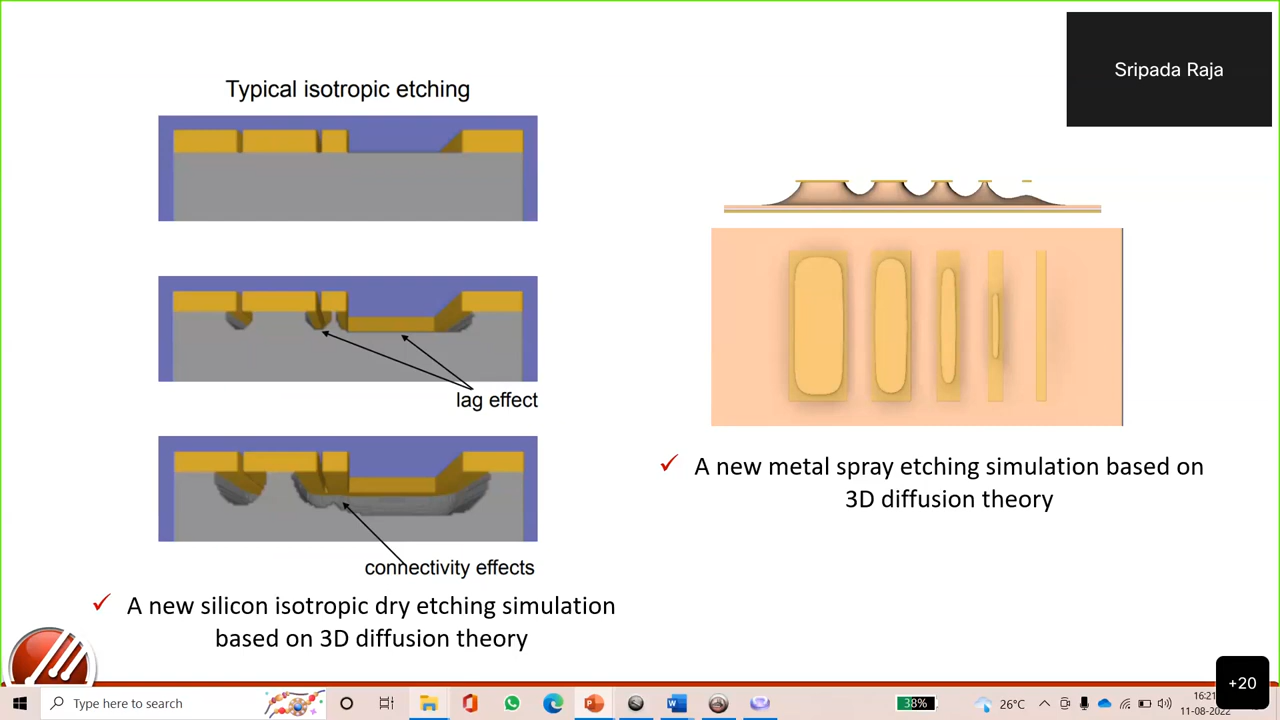 Sripada Raja
Typical isotropic etching
lag effect
connectivity effects
✓ A new silicon isotropic dry etching simulation
based on 3D diffusion theory
✓ A new metal spray etching simulation based on
3D diffusion theory
+20
Type here to search
38%
26°C
16:21
11-08-2022